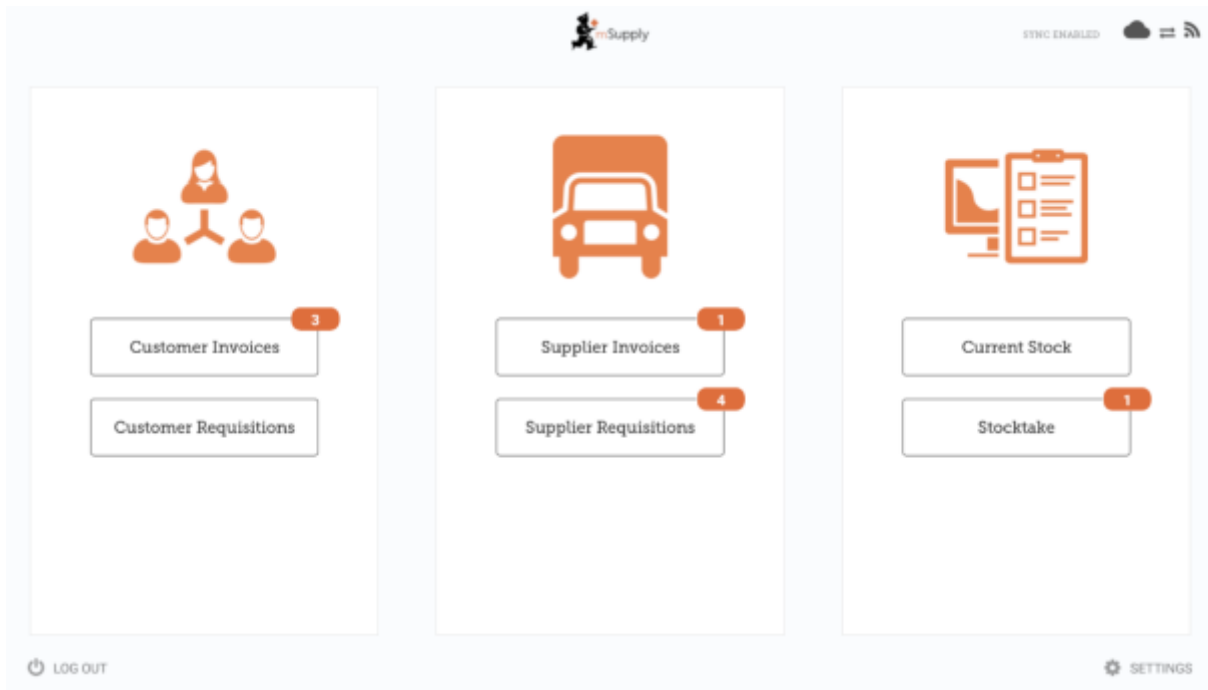 mSupply
SYNC ENABLED
3
Customer Invoices
Customer Requisitions
1
Supplier Invoices
4
Supplier Requisitions
Current Stock
1
Stocktake
LOG OUT
SETTINGS